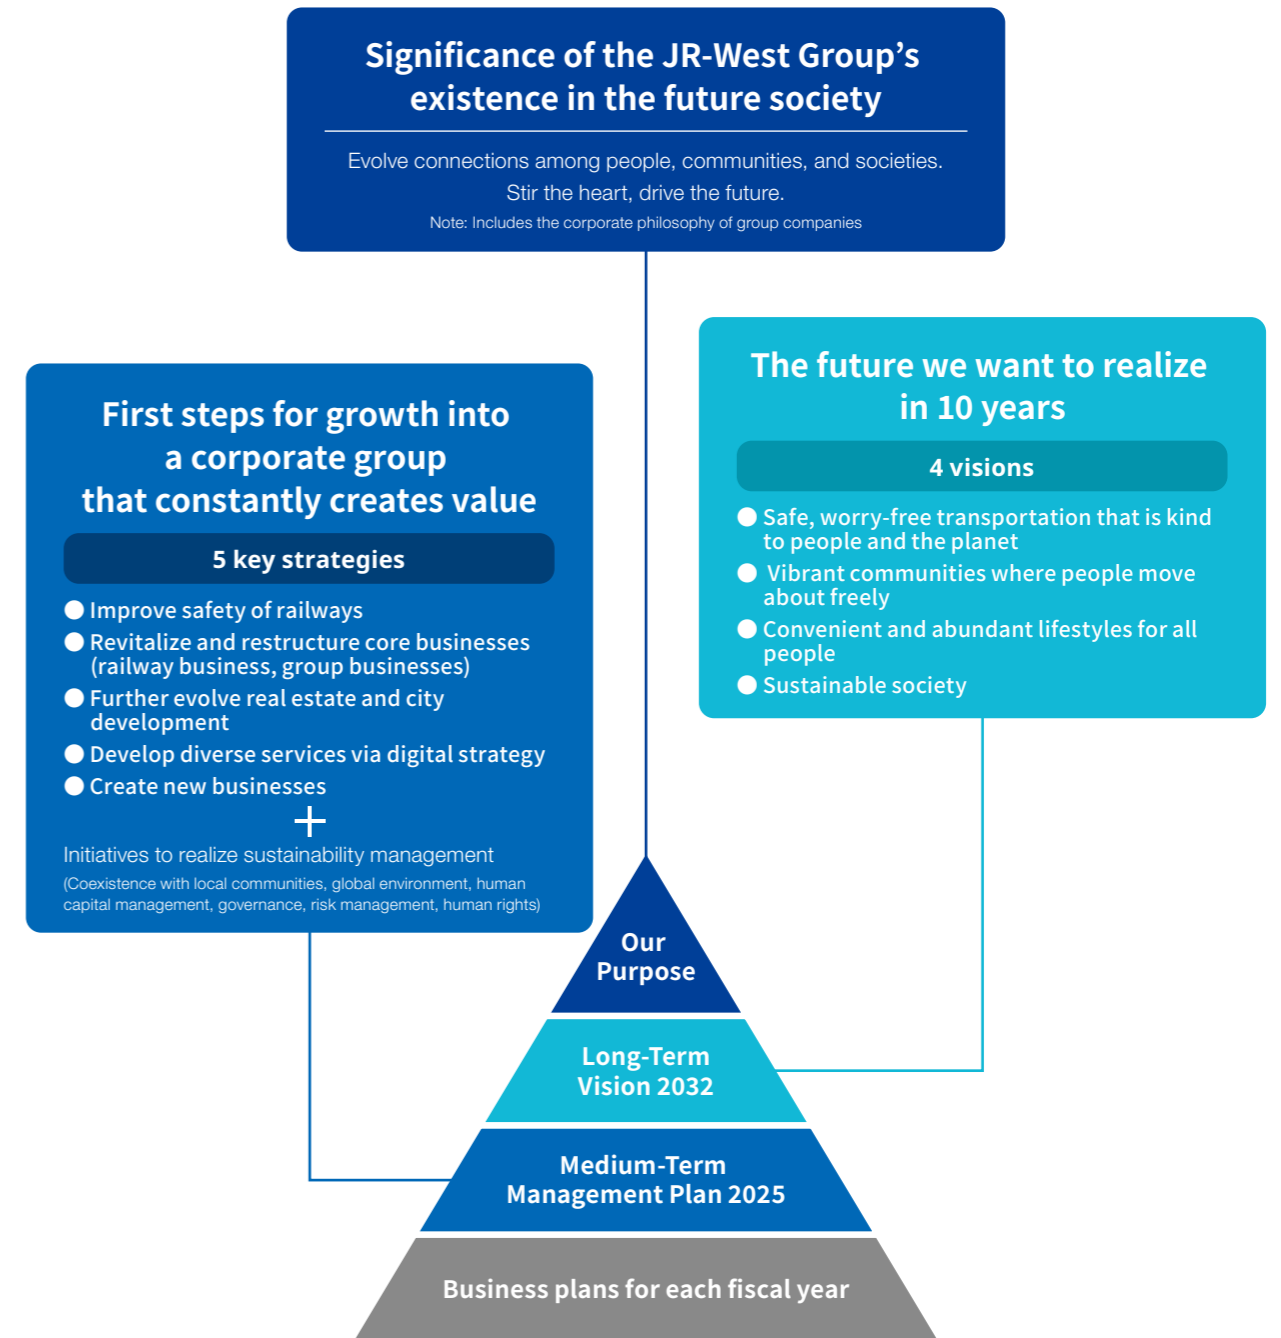 Significance of the JR-West Group’s
existence in the future society
Evolve connections among people, communities, and societies.
Stir the heart, drive the future.
Note: Includes the corporate philosophy of group companies
First steps for growth into
a corporate group
that constantly creates value
5 key strategies
● Improve safety of railways
● Revitalize and restructure core businesses
(railway business, group businesses)
● Further evolve real estate and city
development
● Develop diverse services via digital strategy
● Create new businesses
+
Initiatives to realize sustainability management
(Coexistence with local communities, global environment, human
capital management, governance, risk management, human rights)
The future we want to realize
in 10 years
4 visions
● Safe, worry-free transportation that is kind
to people and the planet
● Vibrant communities where people move
about freely
● Convenient and abundant lifestyles for all
people
● Sustainable society
Our
Purpose
Long-Term
Vision 2032
Medium-Term
Management Plan 2025
Business plans for each fiscal year